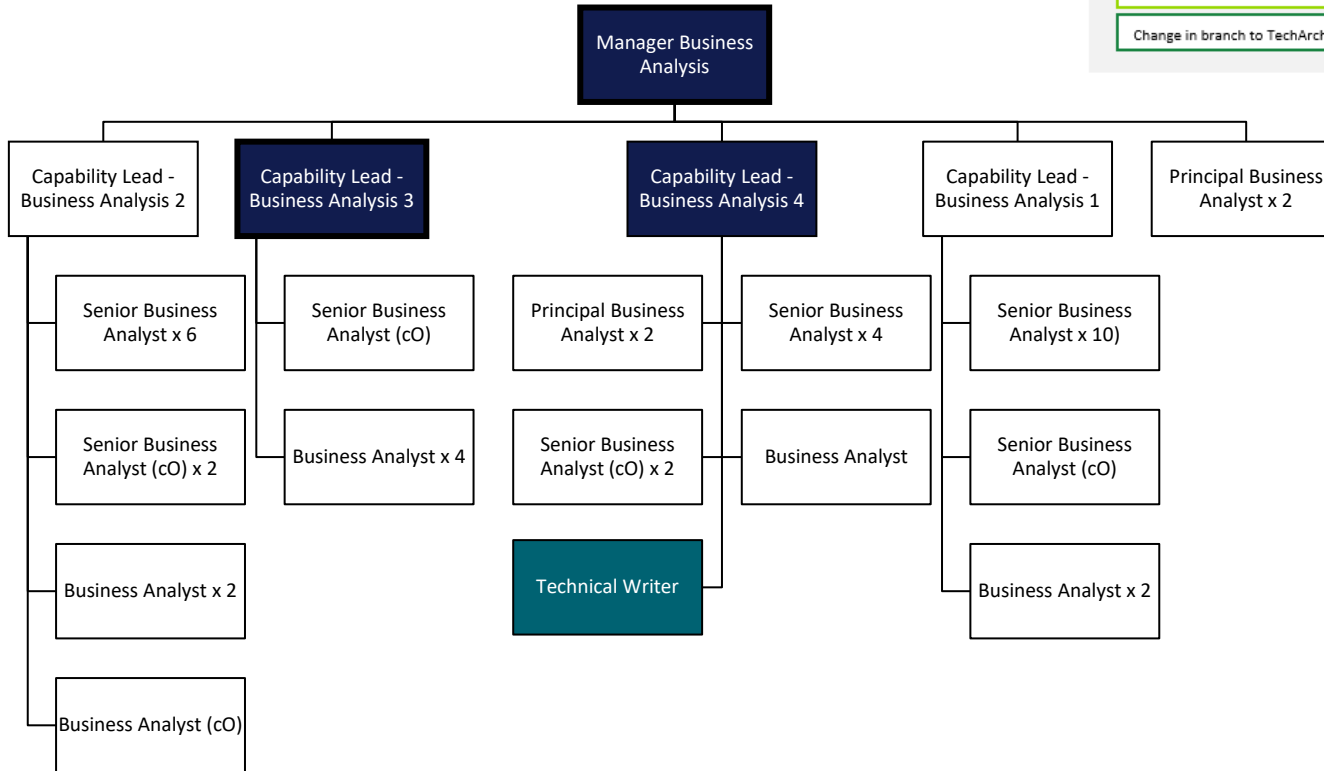 Change in branch to TechArch
Manager Business
Analysis
Capability Lead -
Business Analysis 2
Capability Lead -
Business Analysis 3
Capability Lead -
Business Analysis 4
Capability Lead -
Business Analysis 1
Principal Business
Analyst x 2
Senior Business
Analyst x 6
Senior Business
Analyst (cO)
Principal Business
Analyst x 2
Senior Business
Analyst x 4
Senior Business
Analyst x 10)
Senior Business
Analyst (cO) x 2
Business Analyst x 4
Senior Business
Analyst (cO) x 2
Business Analyst
Senior Business
Analyst (cO)
Business Analyst x 2
Technical Writer
Business Analyst x 2
Business Analyst (cO)